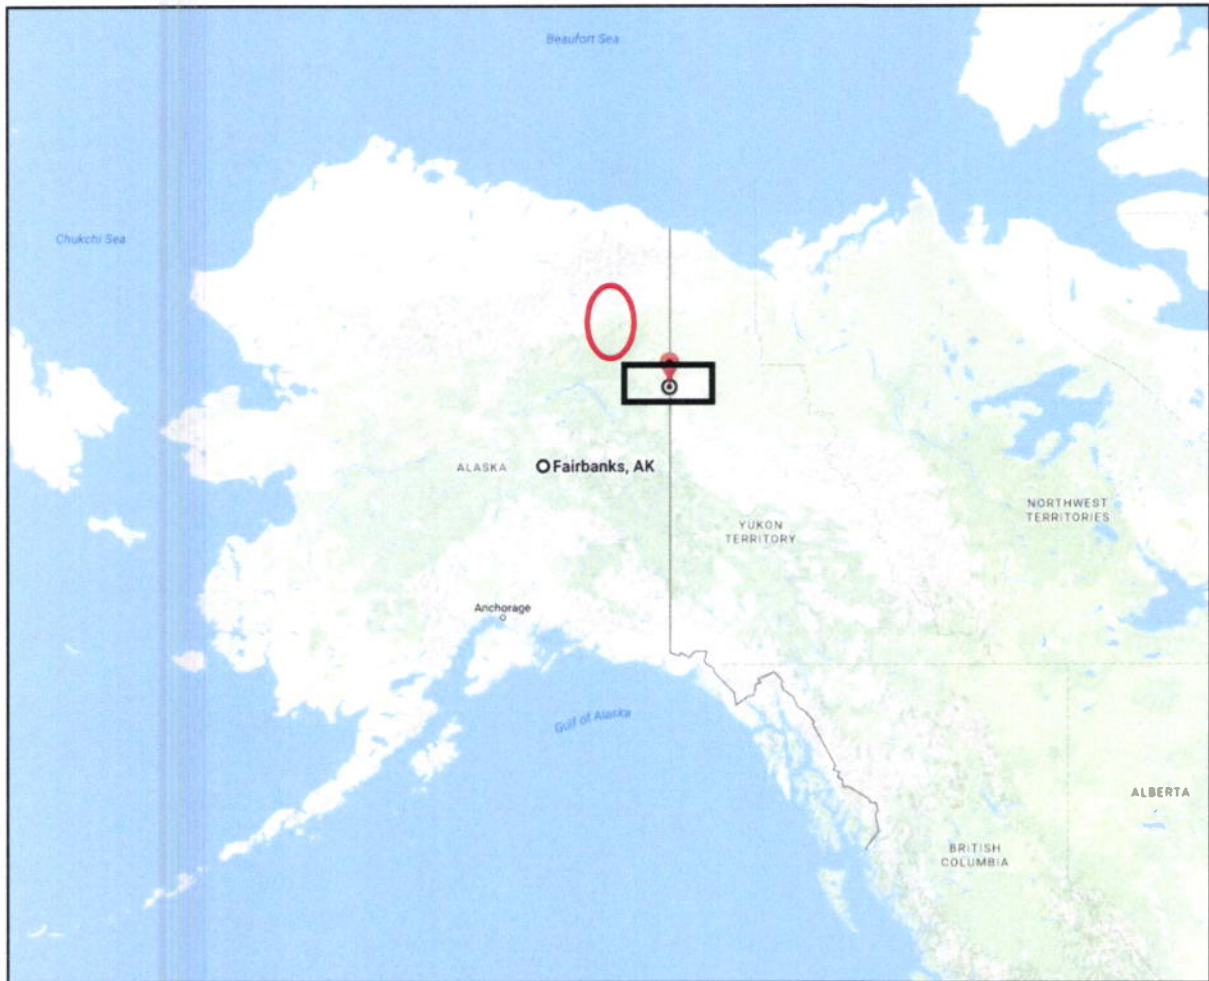 Beaufort Sea
Chukchi Sea
ALASKA
Fairbanks, AK
NORTHWEST
TERRITORIES
YUKON
TERRITORY
Anchorage
Gulf of Alaska
ALBERTA
BRITISH
COLUMBIA